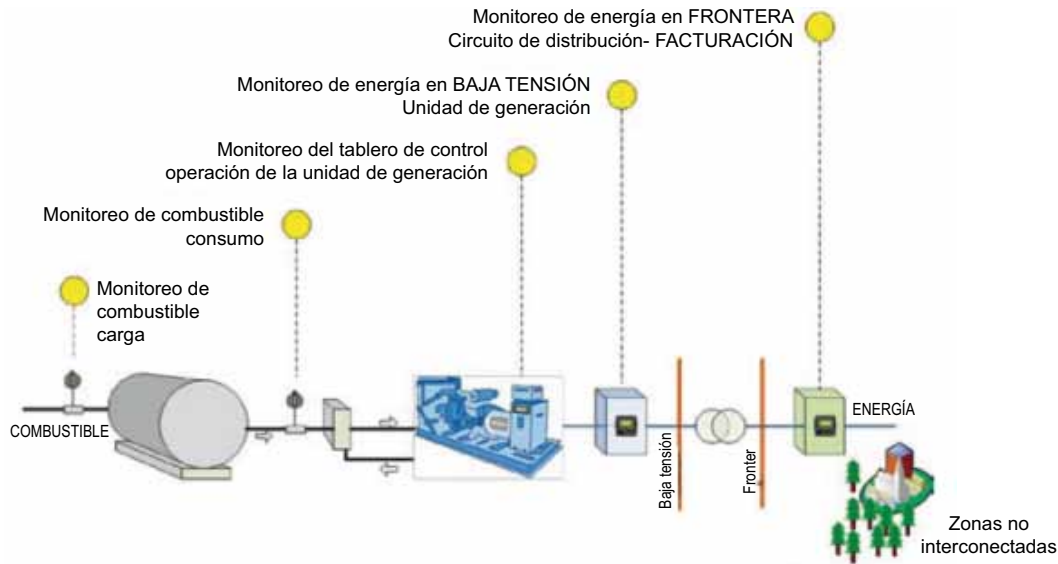 Monitoreo de energía en FRONTERA
Circuito de distribución- FACTURACIÓN
Monitoreo de energía en BAJA TENSIÓN
Unidad de generación
Monitoreo del tablero de control
operación de la unidad de generación
Monitoreo de combustible
consumo
Monitoreo de
combustible
carga
COMBUSTIBLE
Baja tensión
Fronter
ENERGÍA
Zonas no
interconectadas